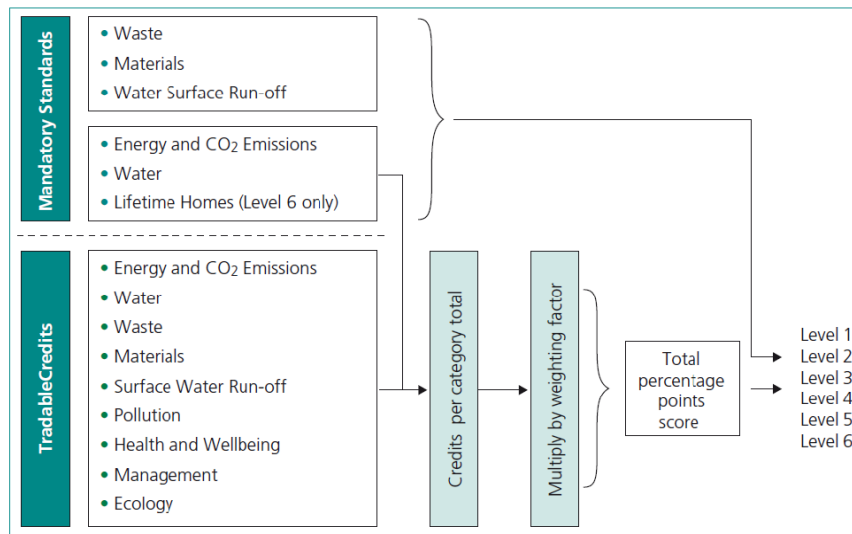 Mandatory Standards
• Waste
• Materials
• Water Surface Run-off
• Energy and CO₂ Emissions
• Water
• Lifetime Homes (Level 6 only)
TradableCredits
• Energy and CO₂ Emissions
• Water
• Waste
• Materials
• Surface Water Run-off
• Pollution
• Health and Wellbeing
• Management
• Ecology
Credits per category total
Multiply by weighting factor
Total
percentage
points
score
Level 1
Level 2
Level 3
Level 4
Level 5
Level 6